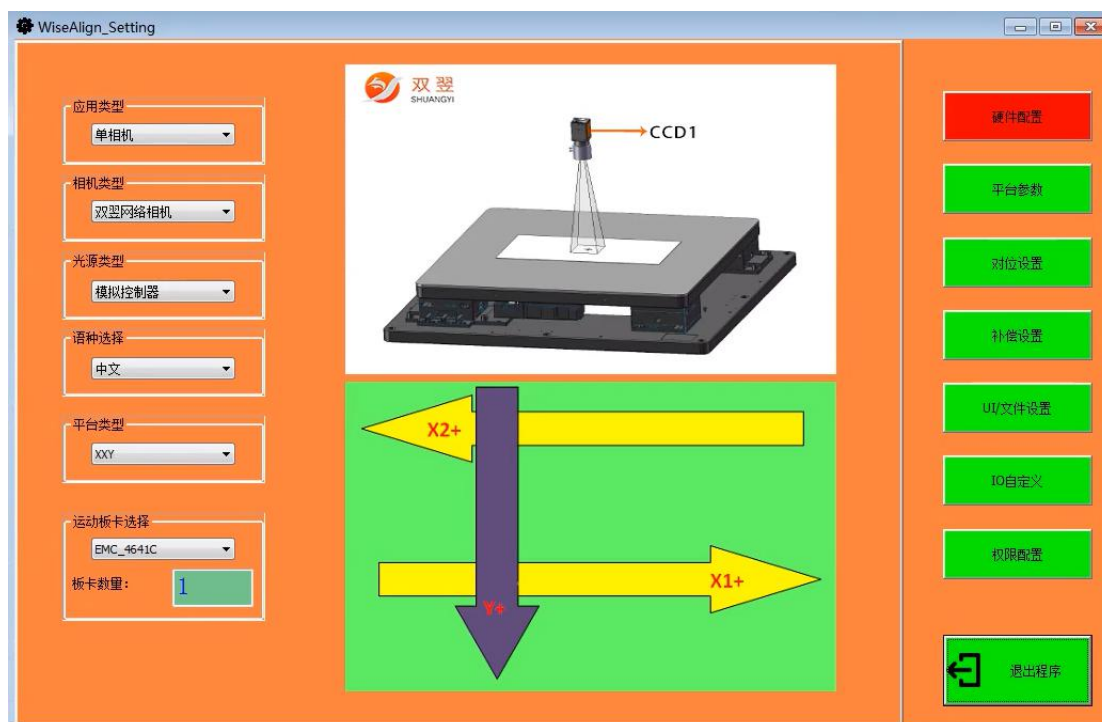 WiseAlign_Setting
应用类型
单相机
相机类型
双翌网络相机
光源类型
模拟控制器
语种选择
中文
平台类型
XXY
运动板卡选择
EMC_4641C
板卡数量：
1
双翌
SHUANGYI
CCD1
X2+
X1+
Y+
硬件配置
平台参数
对位设置
补偿设置
UI/文件设置
IO自定义
权限配置
退出程序